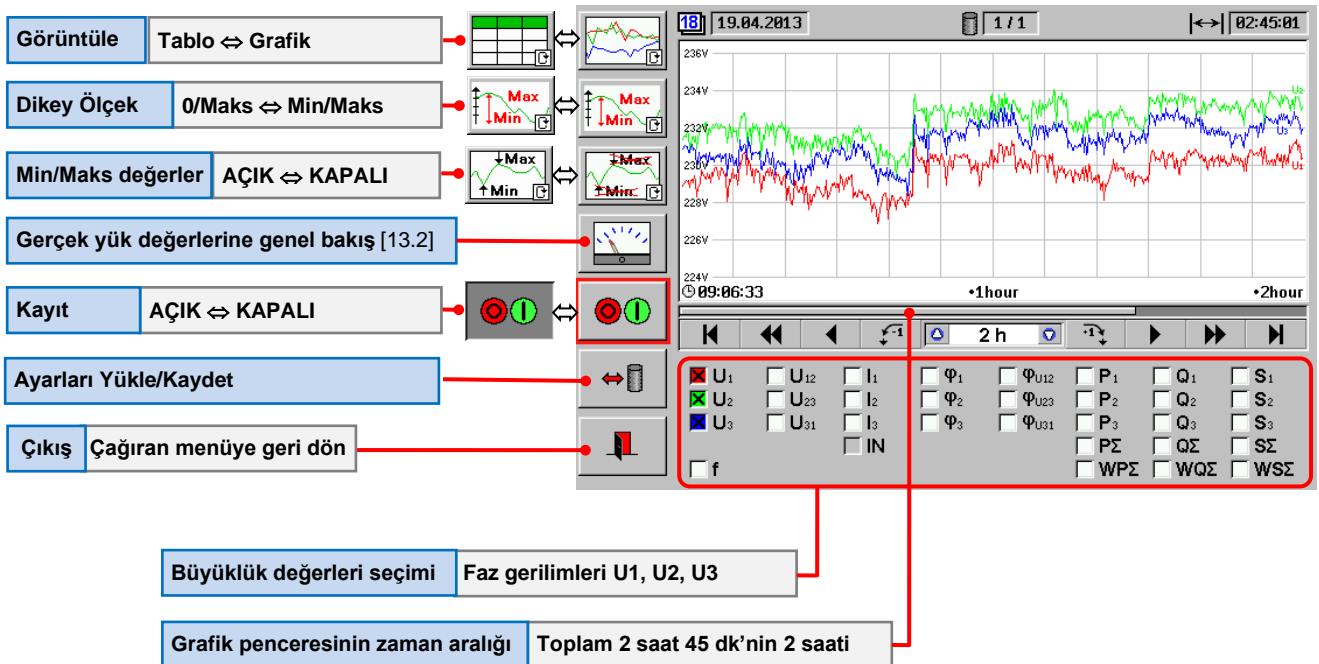 Görüntüle Tablo ⇔ Grafik
Dikey Ölçek 0/Maks ⇔ Min/Maks
Max
Min
Max
Min
Min/Maks değerler AÇIK ⇔ KAPALI
Max
Min
Max
Min
Gerçek yük değerlerine genel bakış [13.2]
Kayıt AÇIK ⇔ KAPALI
Ayarları Yükle/Kaydet
Çıkış Çağıran menüye geri dön
18 19.04.2013 1/1 02:45:01
236V
234V
232V
230V
228V
226V
224V
U2
U3
U1
09:06:33 •1hour •2hour
-1 2 h +1
U1 U12 I1 φ1 φU12 P1 Q1 S1
U2 U23 I2 φ2 φU23 P2 Q2 S2
U3 U31 I3 φ3 φU31 P3 Q3 S3
IN PΣ QΣ SΣ
f WPΣ WQΣ WSΣ
Büyüklük değerleri seçimi Faz gerilimleri U1, U2, U3
Grafik penceresinin zaman aralığı Toplam 2 saat 45 dk’nin 2 saati